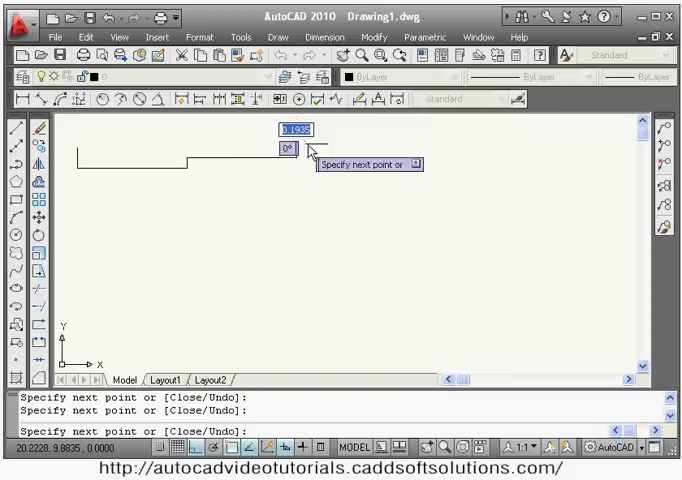 AutoCAD 2010 Drawing1.dwg
File Edit View Insert Format Tools Draw Dimension Modify Parametric Window Help
Standard
0 ByLayer ByLayer ByLayer
Standard
0.1935
0°
Specify next point or
Y
X
Model Layout1 Layout2
Specify next point or [Close/Undo]:
Specify next point or [Close/Undo]:
Specify next point or [Close/Undo]:
20.2228, 9.8835, 0.0000 MODEL 1:1 AutoCAD
http://autocadvideotutorials.caddsoftsolutions.com/